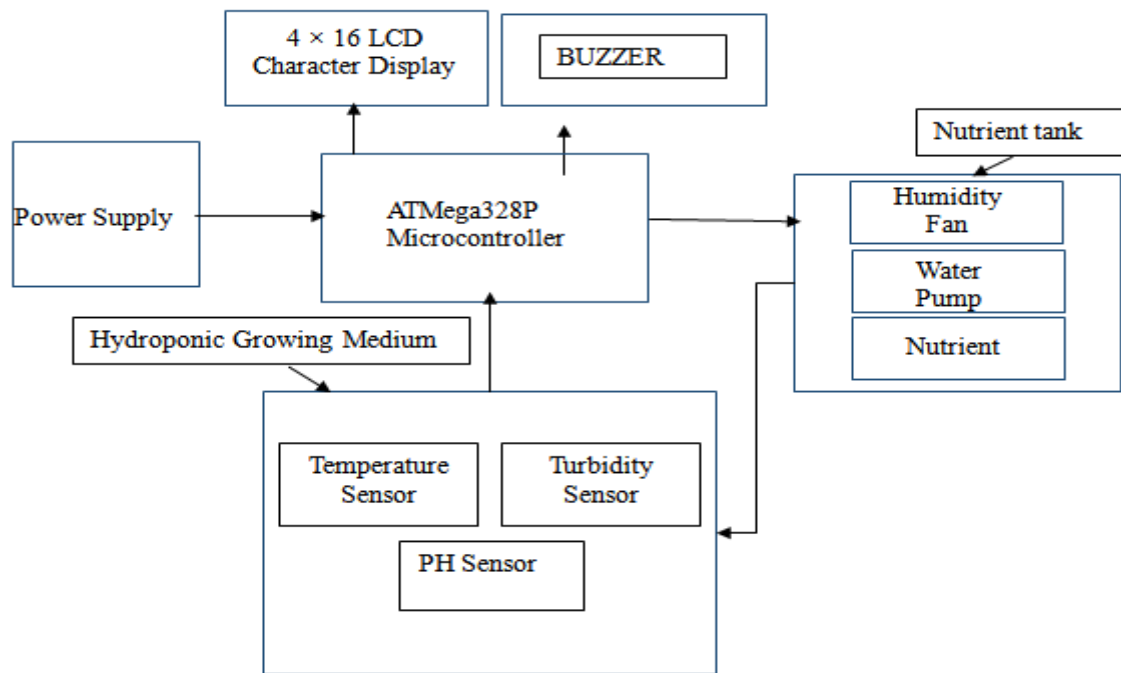 4 × 16 LCD
Character Display
BUZZER
Nutrient tank
Power Supply
ATMega328P
Microcontroller
Humidity
Fan
Water
Pump
Nutrient
Hydroponic Growing Medium
Temperature
Sensor
Turbidity
Sensor
PH Sensor